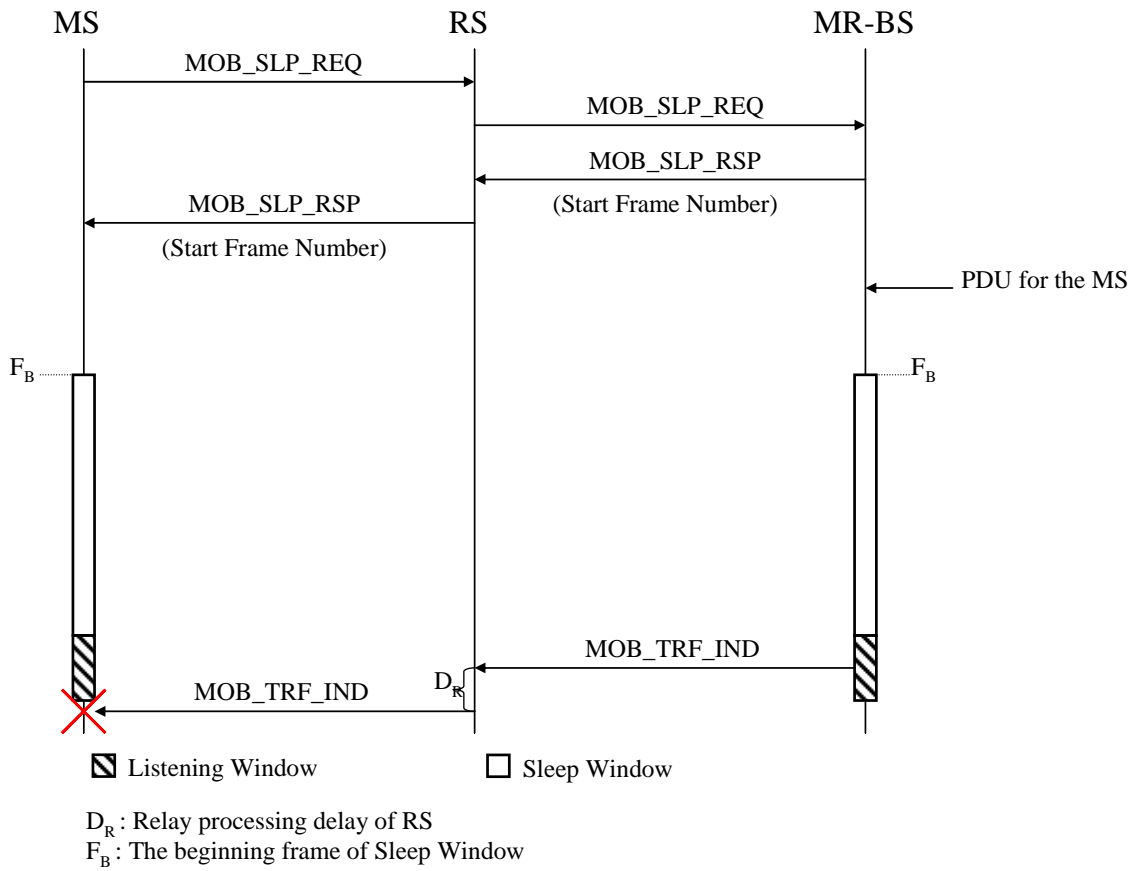 MS RS MR-BS
MOB_SLP_REQ
MOB_SLP_REQ
MOB_SLP_RSP
(Start Frame Number)
MOB_SLP_RSP
(Start Frame Number)
PDU for the MS
F_B F_B
MOB_TRF_IND
D_R
MOB_TRF_IND
Listening Window Sleep Window
D_R : Relay processing delay of RS
F_B : The beginning frame of Sleep Window